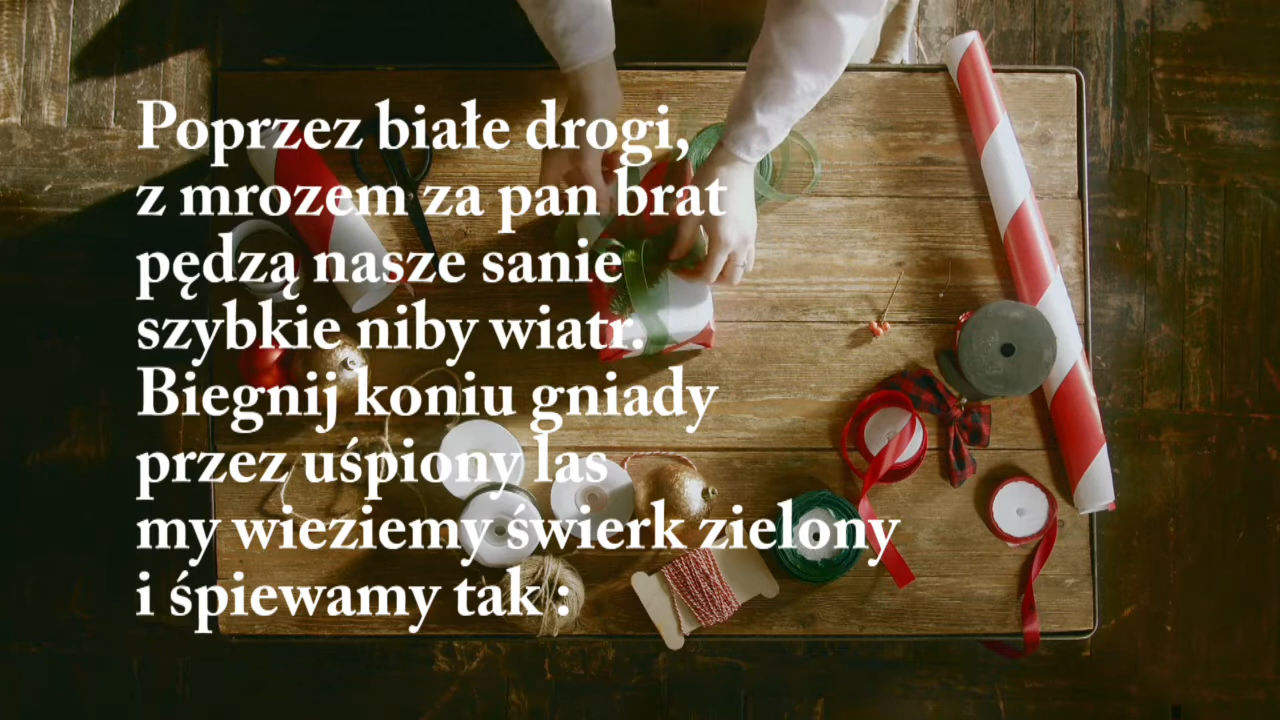 Poprzez białe drogi,
z mrozem za pan brat
pędzą nasze sanie
szybkie niby wiatr.
Biegnij koniu gniady
przez uśpiony las
my wieziemy świerk zielony
i śpiewamy tak :